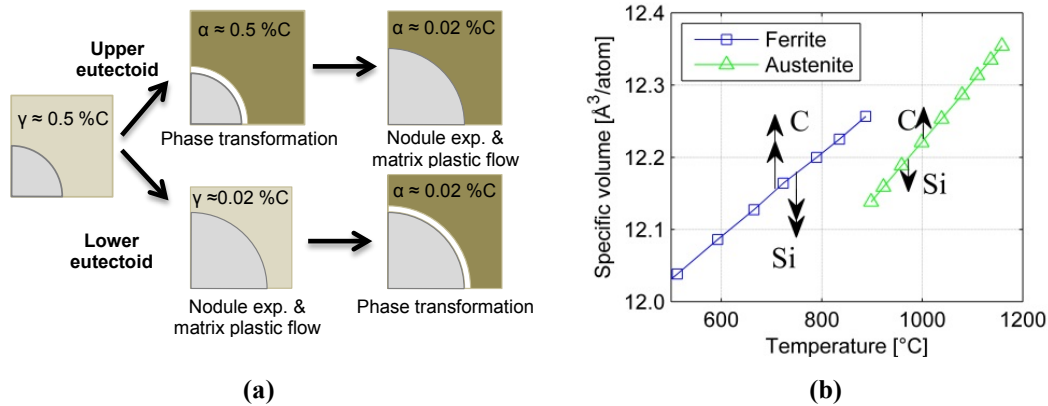 Upper
eutectoid
Lower
eutectoid
γ ≈ 0.5 %C
α ≈ 0.5 %C
Phase transformation
α ≈ 0.02 %C
Nodule exp. &
matrix plastic flow
γ ≈0.02 %C
Nodule exp. &
matrix plastic flow
α ≈ 0.02 %C
Phase transformation
(a)
Specific volume [Å³/atom]
12.4
12.3
12.2
12.1
12.0
Ferrite
Austenite
C
Si
C
Si
600
800
1000
1200
Temperature [°C]
(b)